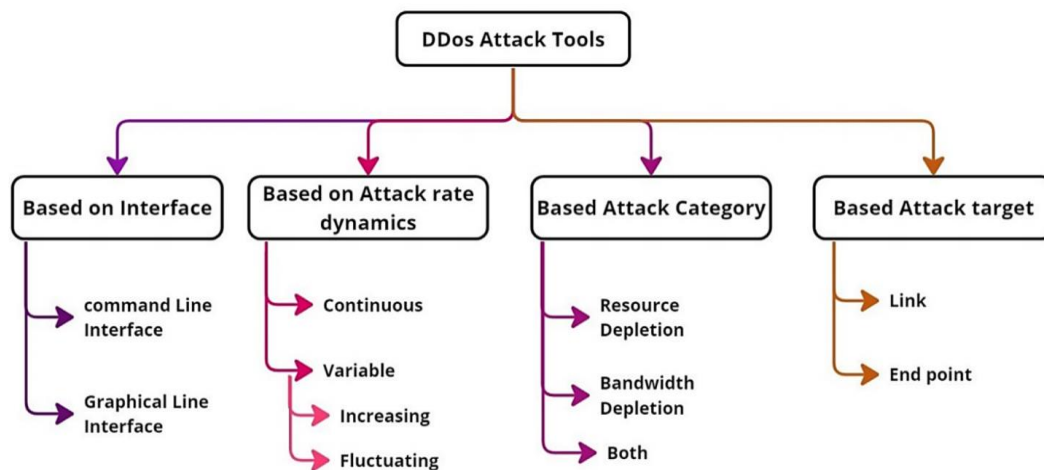 DDos Attack Tools
Based on Interface
Based on Attack rate
dynamics
Based Attack Category
Based Attack target
command Line
Interface
Graphical Line
Interface
Continuous
Variable
Increasing
Fluctuating
Resource
Depletion
Bandwidth
Depletion
Both
Link
End point